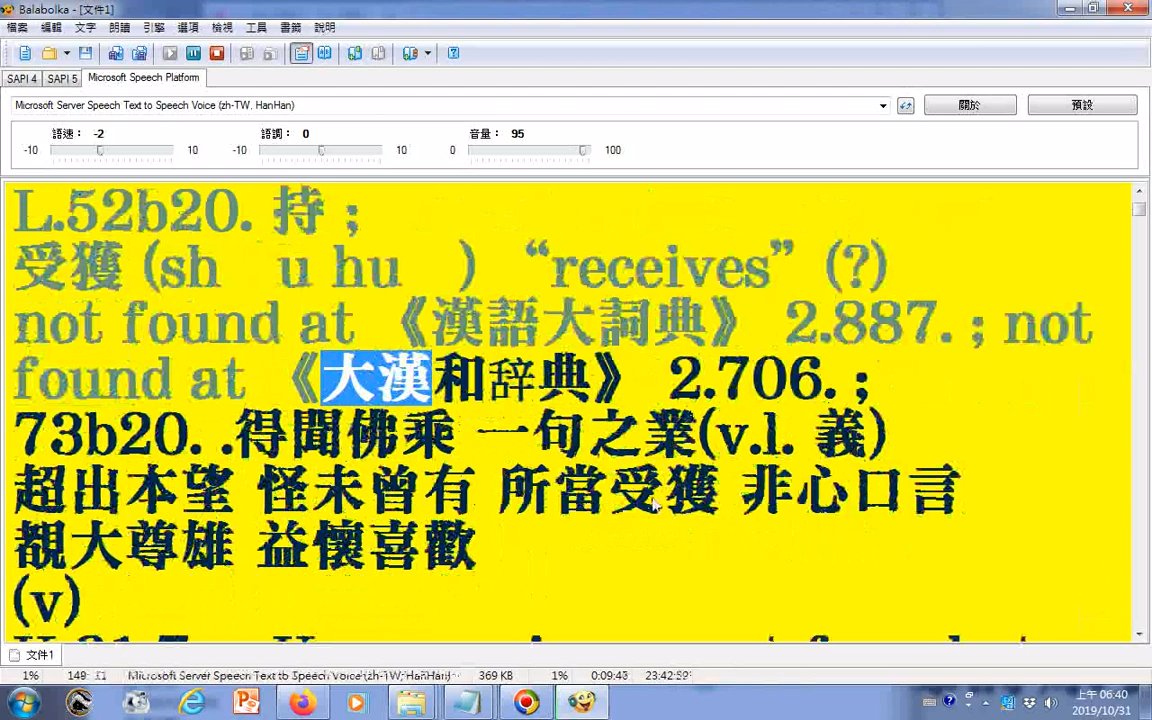 Balabolka - [文件1]
檔案 編輯 文字 朗讀 引擎 選項 檢視 工具 書籤 說明
SAPI 4 SAPI 5 Microsoft Speech Platform
Microsoft Server Speech Text to Speech Voice (zh-TW, HanHan) 關於 預設
語速： -2 語調： 0 音量： 95
-10 10 -10 10 0 100
L.52b20. 持 ;
受獲 (sh u hu ) “receives” (?)
not found at 《漢語大詞典》 2.887. ; not
found at 《大漢和辞典》 2.706. ;
73b20. .得聞佛乘 一句之業(v.l. 義)
超出本望 怪未曾有 所當受獲 非心口言
覩大尊雄 益懷喜歡
(v)
文件1
1% Microsoft Server Speech Text to Speech Voice (zh-TW, HanHan) 369 KB 1% 0:09:43
上午 06:40
2019/10/31